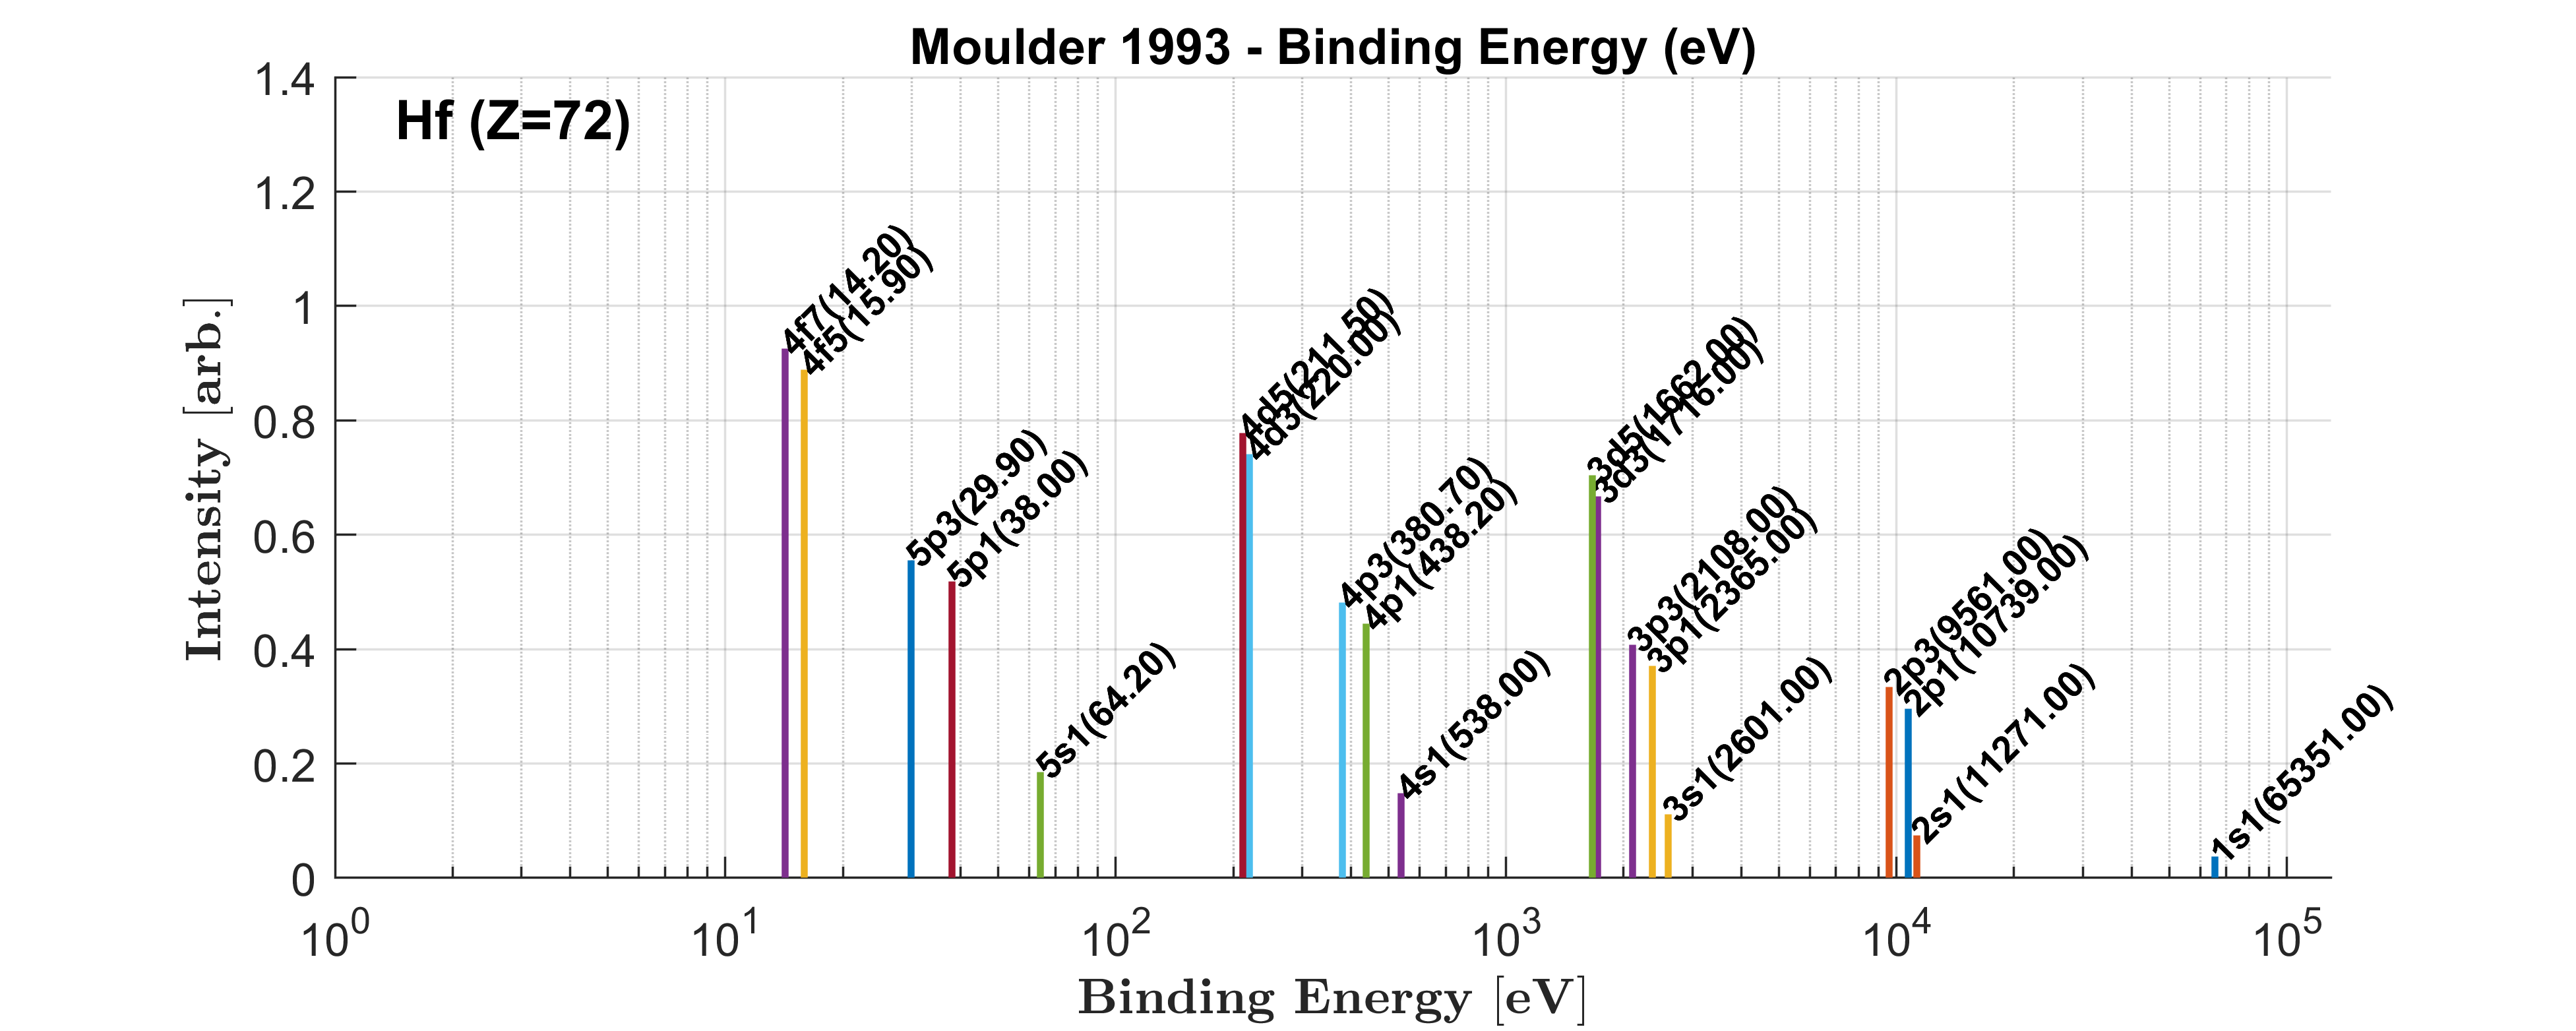 Moulder 1993 - Binding Energy (eV)
Hf (Z=72)
Intensity [arb.]
1.4
1.2
1
0.8
0.6
0.4
0.2
0
4f7(14.20)
4f5(15.90)
5p3(29.90)
5p1(38.00)
5s1(64.20)
4d5(211.50)
4d3(220.00)
4p3(380.70)
4p1(438.20)
4s1(538.00)
3d5(1662.00)
3d3(1716.00)
3p3(2108.00)
3p1(2365.00)
3s1(2601.00)
2p3(9561.00)
2p1(10739.00)
2s1(11271.00)
1s1(65351.00)
10^0 10^1 10^2 10^3 10^4 10^5
Binding Energy [eV]